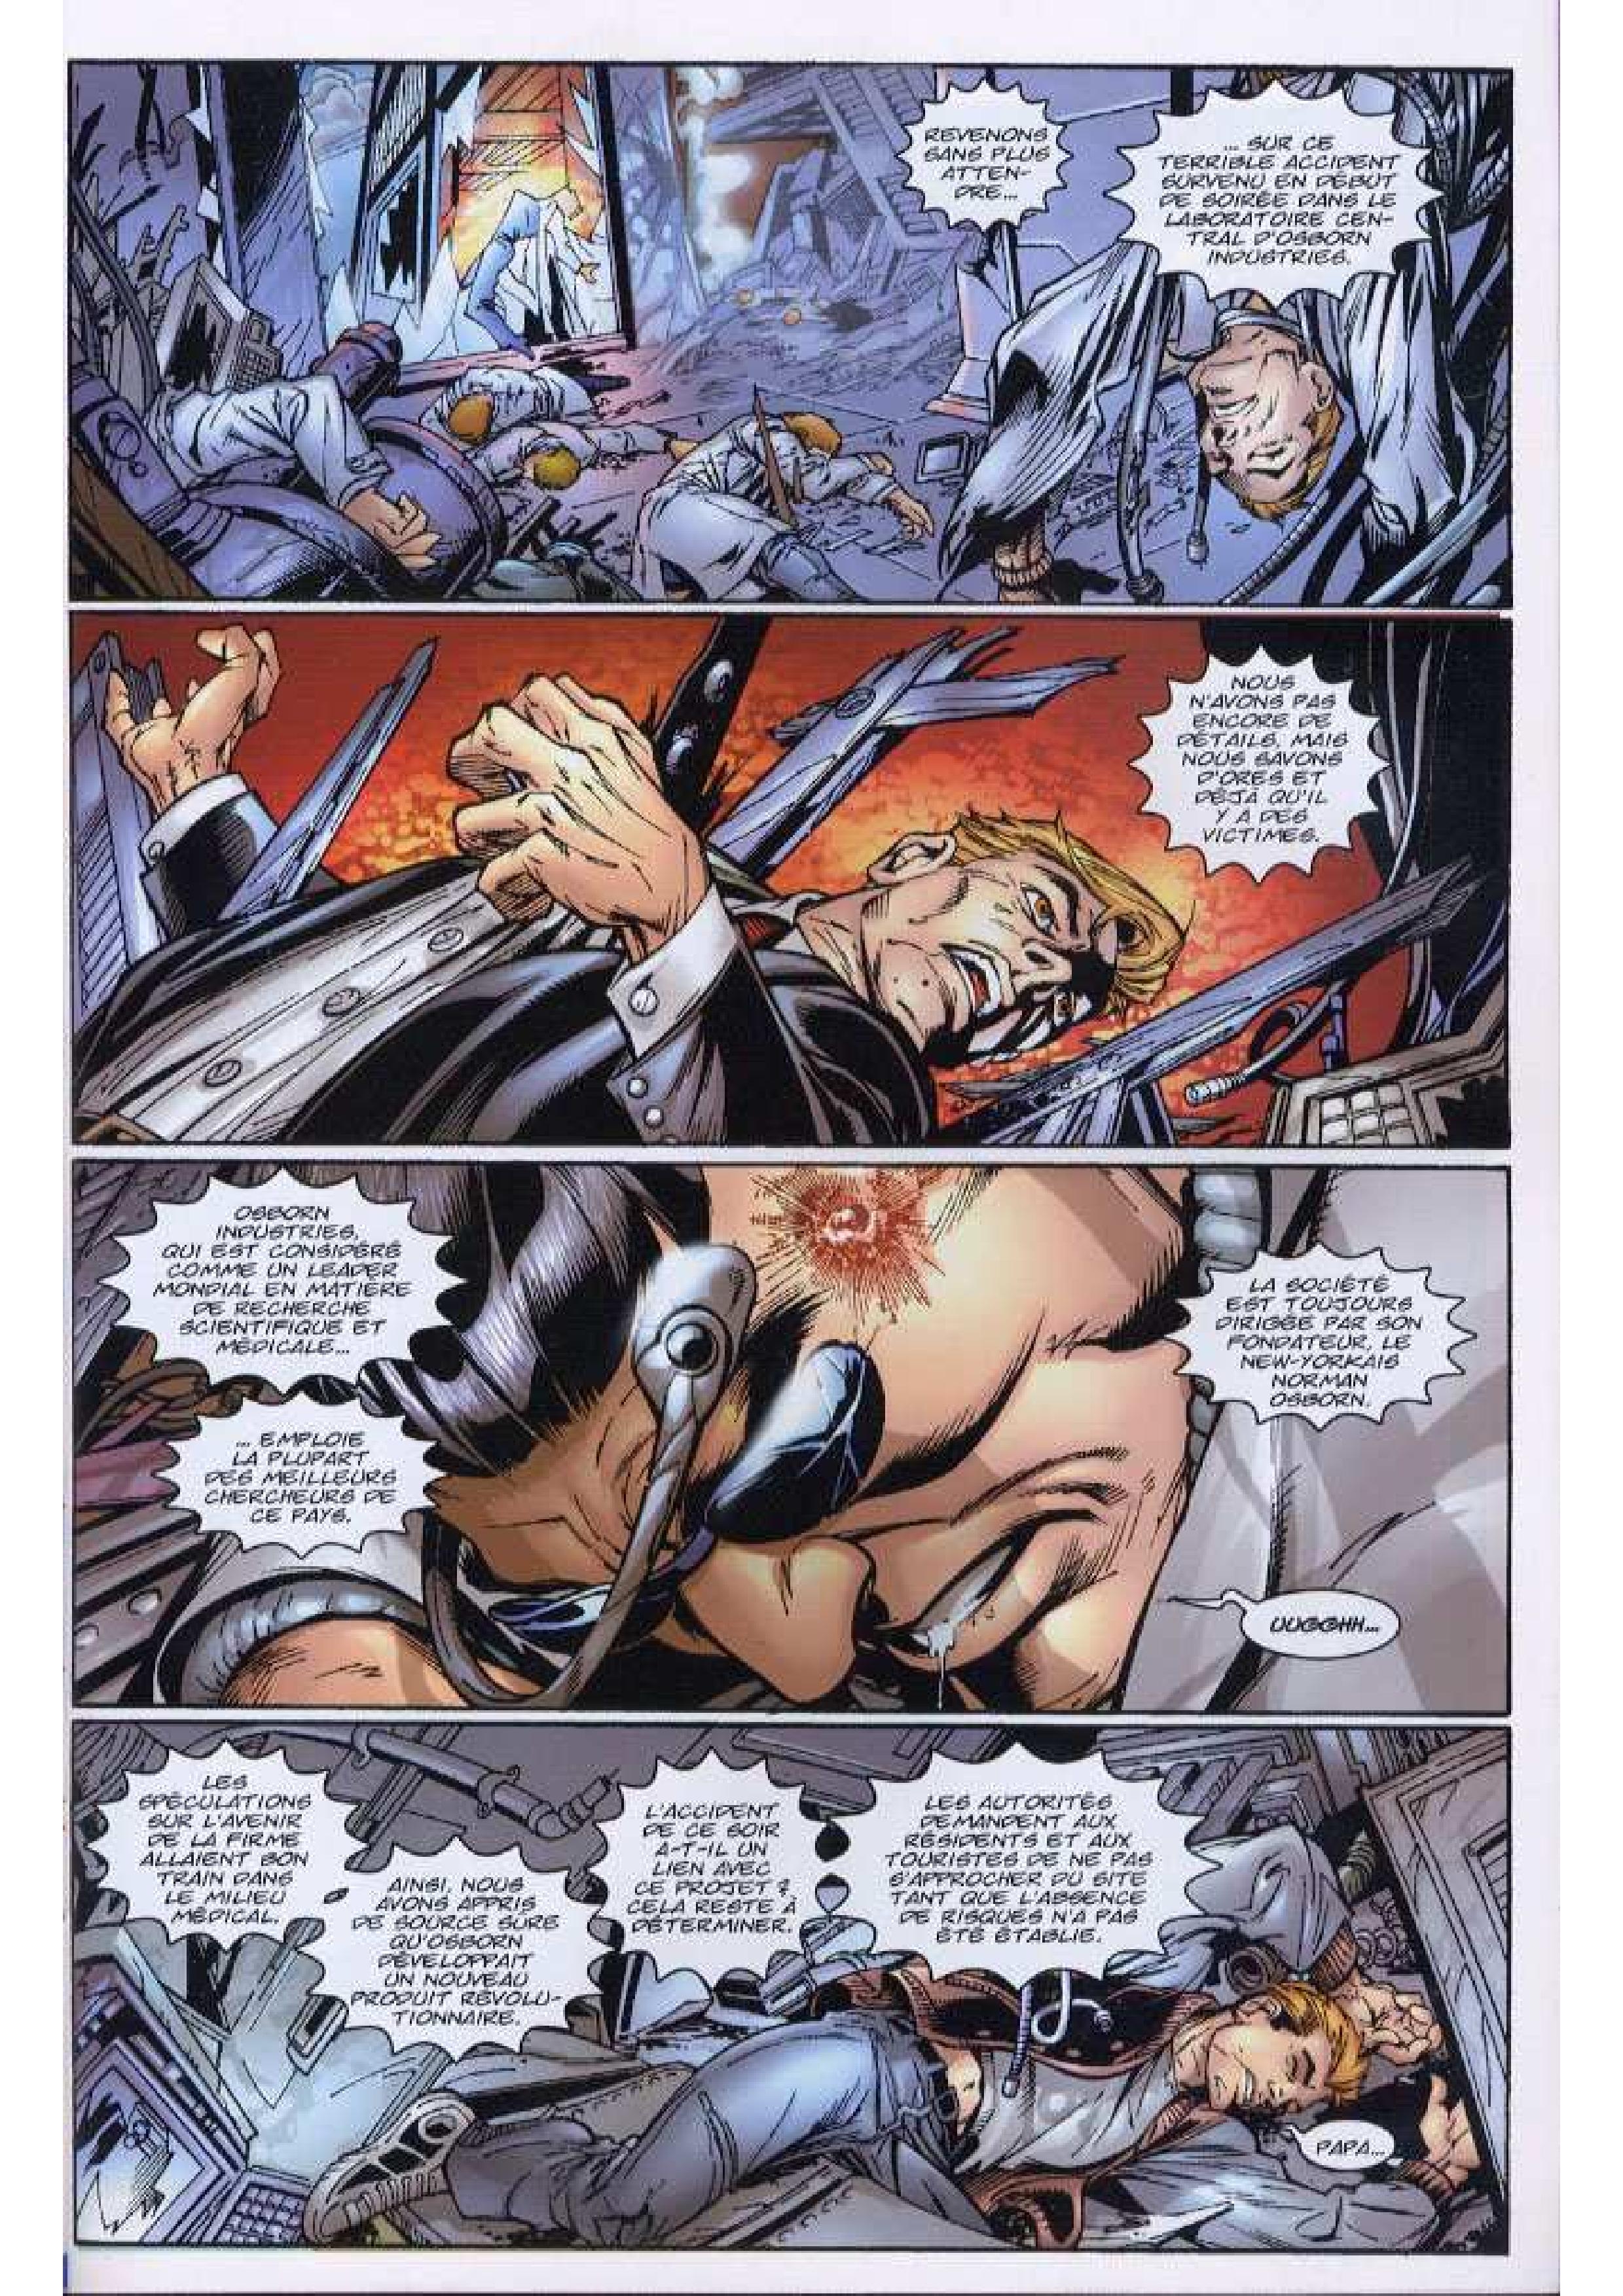 REVENONS
SANS PLUS
ATTEN-
DRE...
... SUR CE
TERRIBLE ACCIDENT
SURVENU EN DÉBUT
DE SOIRÉE DANS LE
LABORATOIRE CEN-
TRAL D'OSBORN
INDUSTRIES.
NOUS
N'AVONS PAS
ENCORE DE
DÉTAILS, MAIS
NOUS SAVONS
D'ORES ET
DÉJÀ QU'IL
Y A DES
VICTIMES.
OSBORN
INDUSTRIES,
QUI EST CONSIDÉRÉ
COMME UN LEADER
MONDIAL EN MATIÈRE
DE RECHERCHE
SCIENTIFIQUE ET
MÉDICALE...
... EMPLOIE
LA PLUPART
DES MEILLEURS
CHERCHEURS DE
CE PAYS.
LA SOCIÉTÉ
EST TOUJOURS
DIRIGÉE PAR SON
FONDATEUR, LE
NEW-YORKAIS
NORMAN
OSBORN.
UUGGHH...
LES
SPÉCULATIONS
SUR L'AVENIR
DE LA FIRME
ALLAIENT BON
TRAIN DANS
LE MILIEU
MÉDICAL.
AINSI, NOUS
AVONS APPRIS
DE SOURCE SURE
QU'OSBORN
DÉVELOPPAIT
UN NOUVEAU
PRODUIT RÉVOLU-
TIONNAIRE.
L'ACCIDENT
DE CE SOIR
A-T-IL UN
LIEN AVEC
CE PROJET ?
CELA RESTE À
DÉTERMINER.
LES AUTORITÉS
DEMANDENT AUX
RÉSIDENTS ET AUX
TOURISTES DE NE PAS
S'APPROCHER DU SITE
TANT QUE L'ABSENCE
DE RISQUES N'A PAS
ÉTÉ ÉTABLIE.
PAPA...